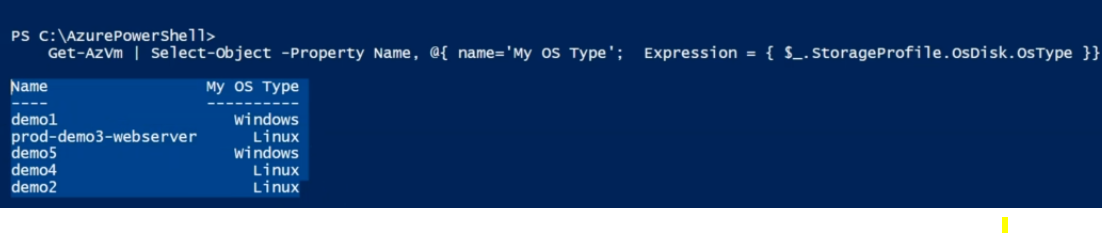 PS C:\AzurePowerShell>
Get-AzVm | Select-Object -Property Name, @{ name='My OS Type';  Expression = { $_.StorageProfile.OsDisk.OsType }}
Name                     My OS Type
----                     ----------
demo1                       Windows
prod-demo3-webserver          Linux
demo5                       Windows
demo4                         Linux
demo2                         Linux